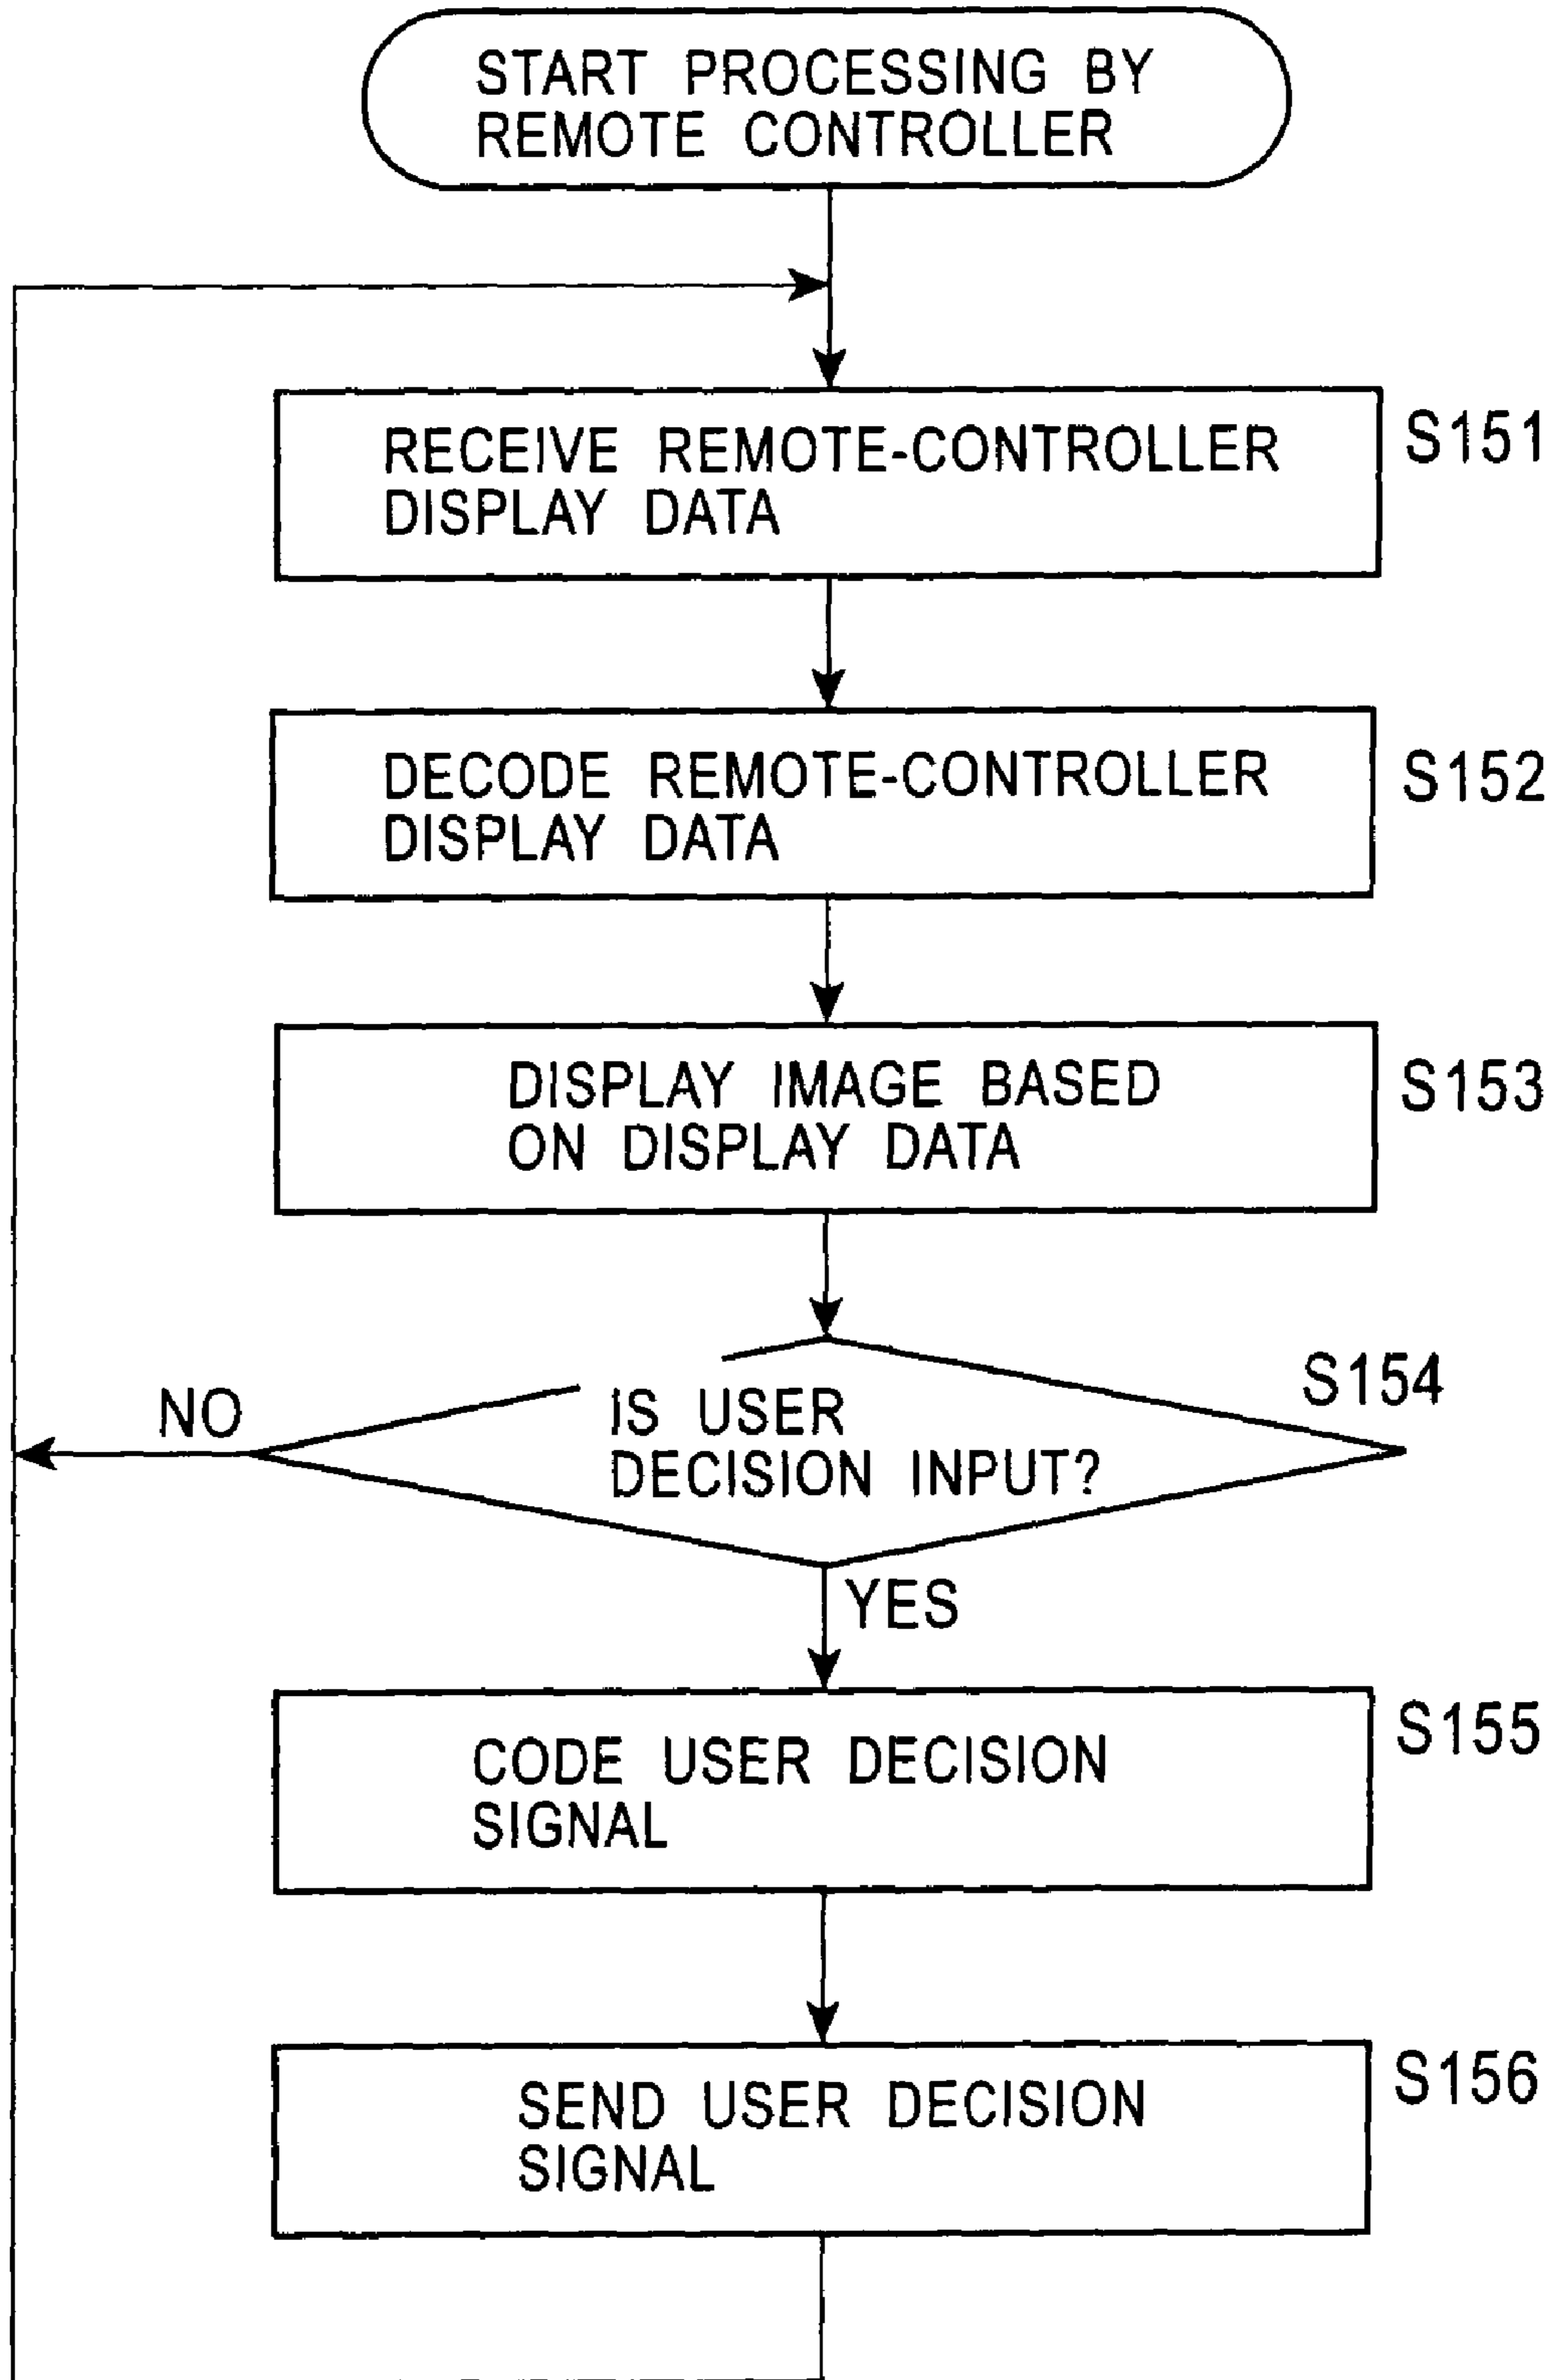 START PROCESSING BY
REMOTE CONTROLLER
RECEIVE REMOTE-CONTROLLER
DISPLAY DATA
S151
DECODE REMOTE-CONTROLLER
DISPLAY DATA
S152
DISPLAY IMAGE BASED
ON DISPLAY DATA
S153
IS USER
DECISION INPUT?
S154
NO
YES
CODE USER DECISION
SIGNAL
S155
SEND USER DECISION
SIGNAL
S156